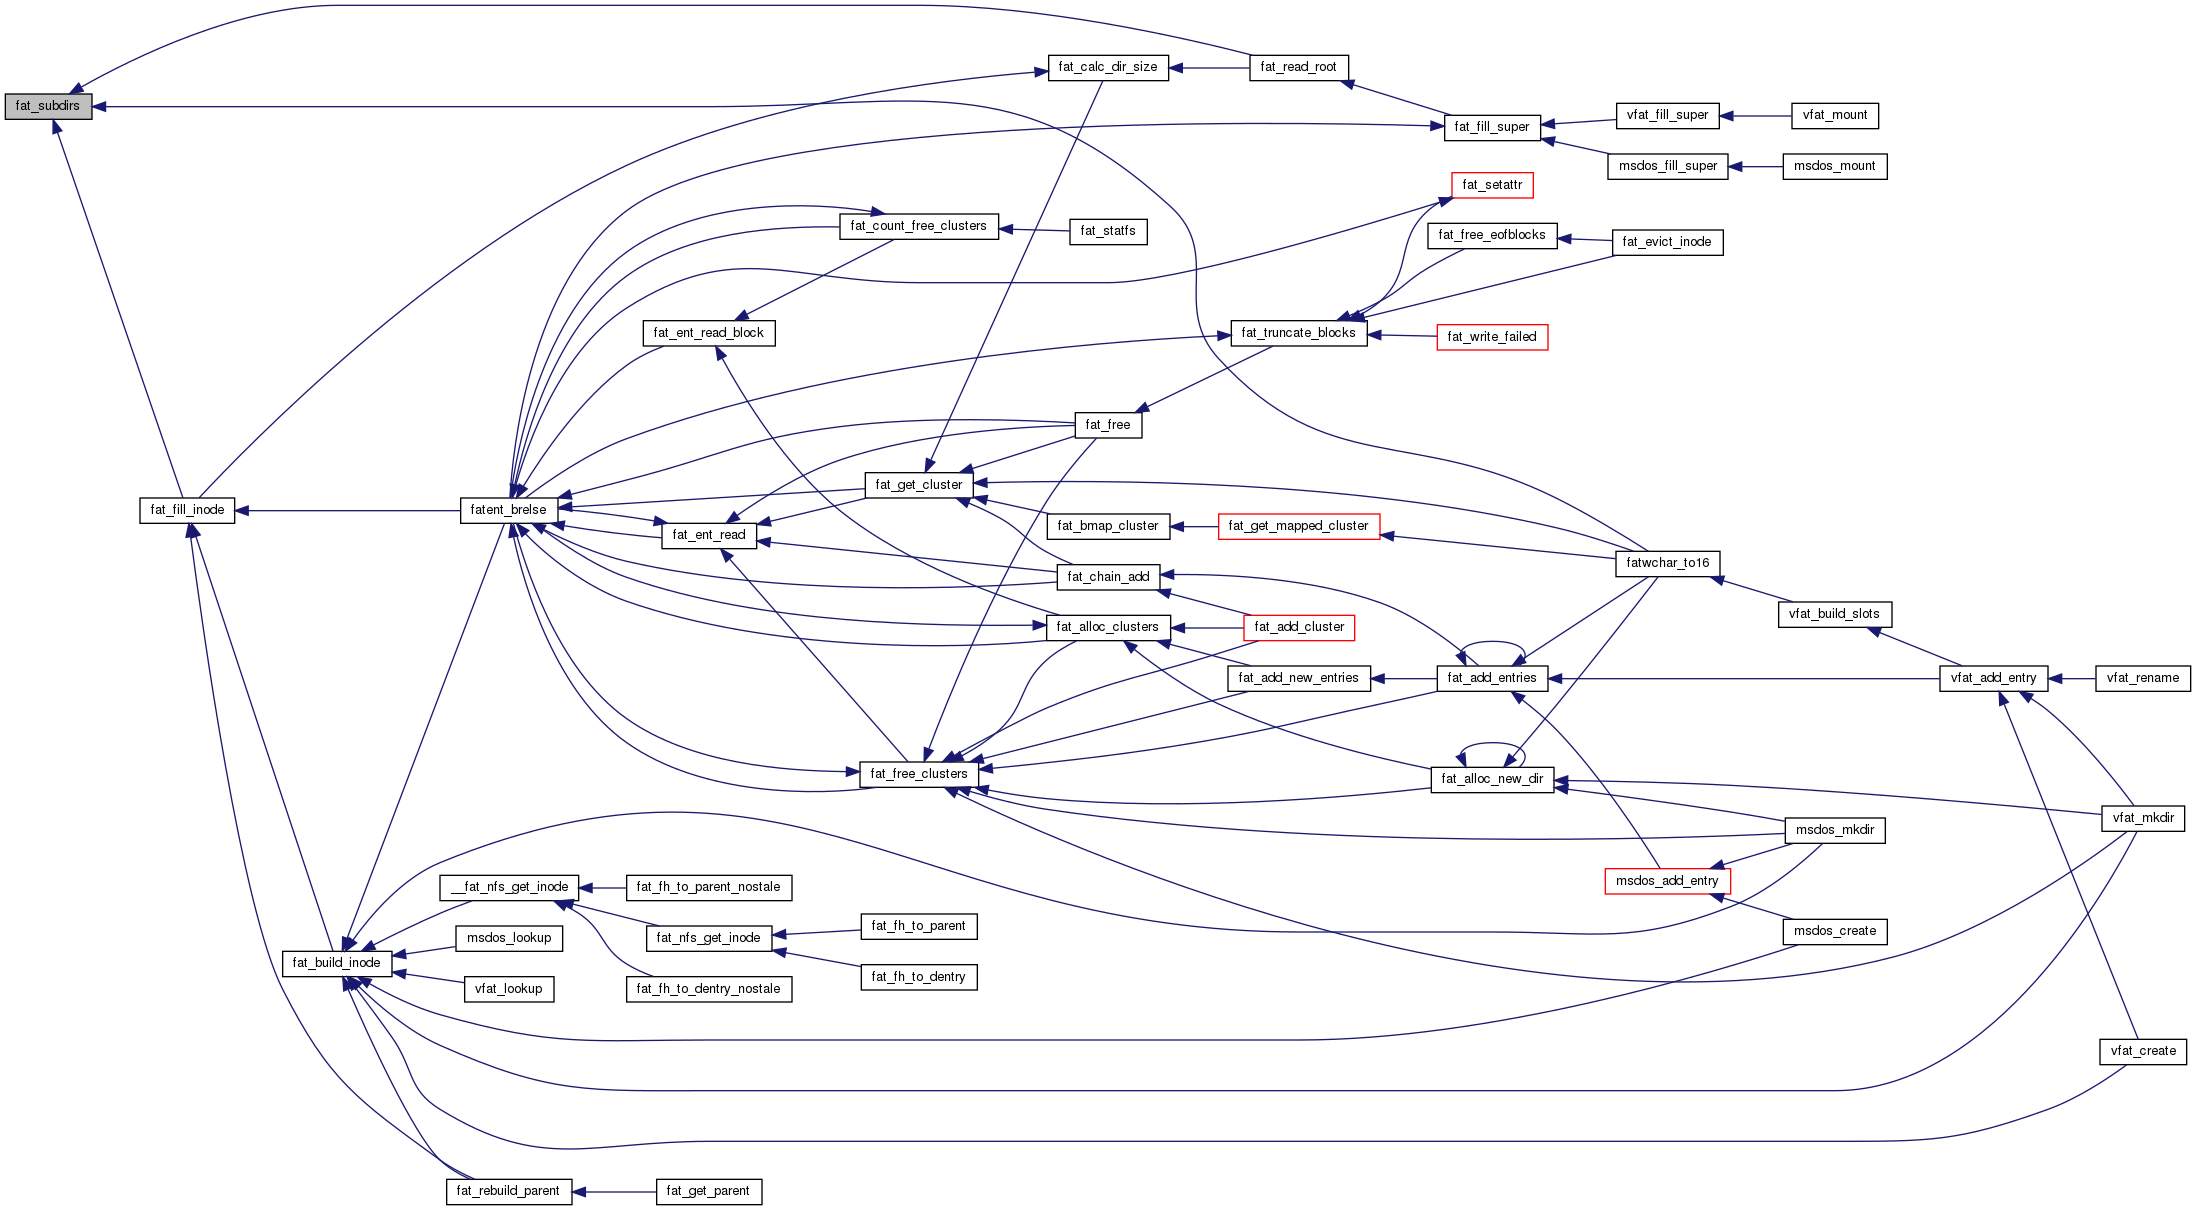 fat_subdirs
fat_calc_dir_size
fat_read_root
fat_fill_super
vfat_fill_super
vfat_mount
msdos_fill_super
msdos_mount
fat_setattr
fat_count_free_clusters
fat_statfs
fat_free_eofblocks
fat_evict_inode
fat_ent_read_block
fat_truncate_blocks
fat_write_failed
fat_free
fat_get_cluster
fat_fill_inode
fatent_brelse
fat_ent_read
fat_bmap_cluster
fat_get_mapped_cluster
fatwchar_to16
fat_chain_add
fat_alloc_clusters
fat_add_cluster
vfat_build_slots
fat_add_new_entries
fat_add_entries
vfat_add_entry
vfat_rename
fat_free_clusters
fat_alloc_new_dir
msdos_mkdir
vfat_mkdir
__fat_nfs_get_inode
fat_fh_to_parent_nostale
msdos_add_entry
msdos_lookup
fat_nfs_get_inode
fat_fh_to_parent
msdos_create
fat_build_inode
vfat_lookup
fat_fh_to_dentry_nostale
fat_fh_to_dentry
vfat_create
fat_rebuild_parent
fat_get_parent